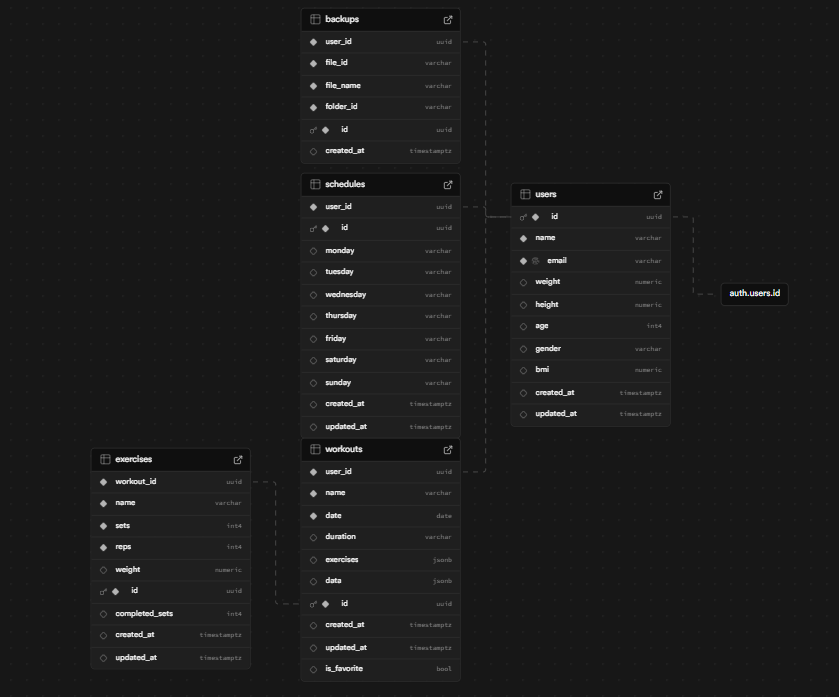 backups
user_id uuid
file_id varchar
file_name varchar
folder_id varchar
id uuid
created_at timestamptz
schedules
user_id uuid
id uuid
monday varchar
tuesday varchar
wednesday varchar
thursday varchar
friday varchar
saturday varchar
sunday varchar
created_at timestamptz
updated_at timestamptz
users
id uuid
name varchar
email varchar
weight numeric
height numeric
age int4
gender varchar
bmi numeric
created_at timestamptz
updated_at timestamptz
auth.users.id
exercises
workout_id uuid
name varchar
sets int4
reps int4
weight numeric
id uuid
completed_sets int4
created_at timestamptz
updated_at timestamptz
workouts
user_id uuid
name varchar
date date
duration varchar
exercises jsonb
data jsonb
id uuid
created_at timestamptz
updated_at timestamptz
is_favorite bool